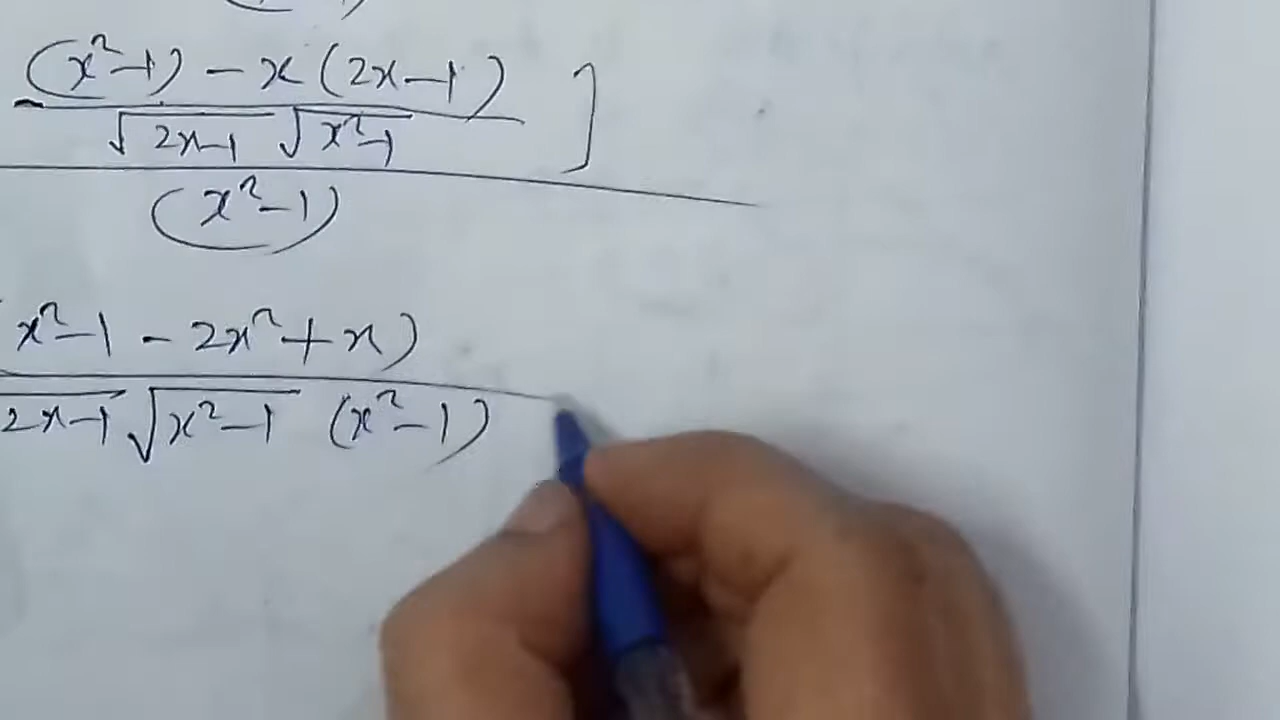 (x²-1) - x(2x-1) ]
√2x-1 √x²-1
(x²-1)
x²-1 - 2x²+x)
2x-1 √x²-1 (x²-1)